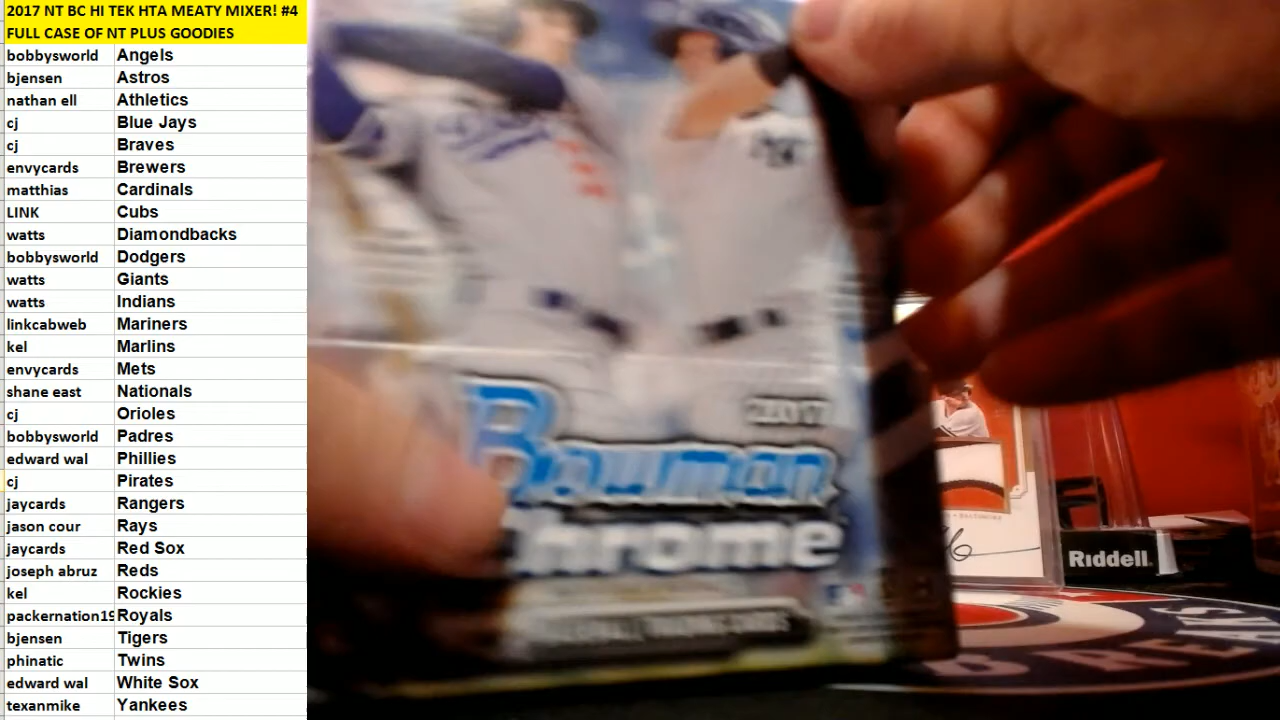 2017 NT BC HI TEK HTA MEATY MIXER! #4
FULL CASE OF NT PLUS GOODIES
bobbysworld Angels
bjensen Astros
nathan ell Athletics
cj Blue Jays
cj Braves
envycards Brewers
matthias Cardinals
LINK Cubs
watts Diamondbacks
bobbysworld Dodgers
watts Giants
watts Indians
linkcabweb Mariners
kel Marlins
envycards Mets
shane east Nationals
cj Orioles
bobbysworld Padres
edward wal Phillies
cj Pirates
jaycards Rangers
jason cour Rays
jaycards Red Sox
joseph abruz Reds
kel Rockies
packernation19 Royals
bjensen Tigers
phinatic Twins
edward wal White Sox
texanmike Yankees
2017
Bowman
Chrome
BASEBALL TRADING CARDS
Riddell